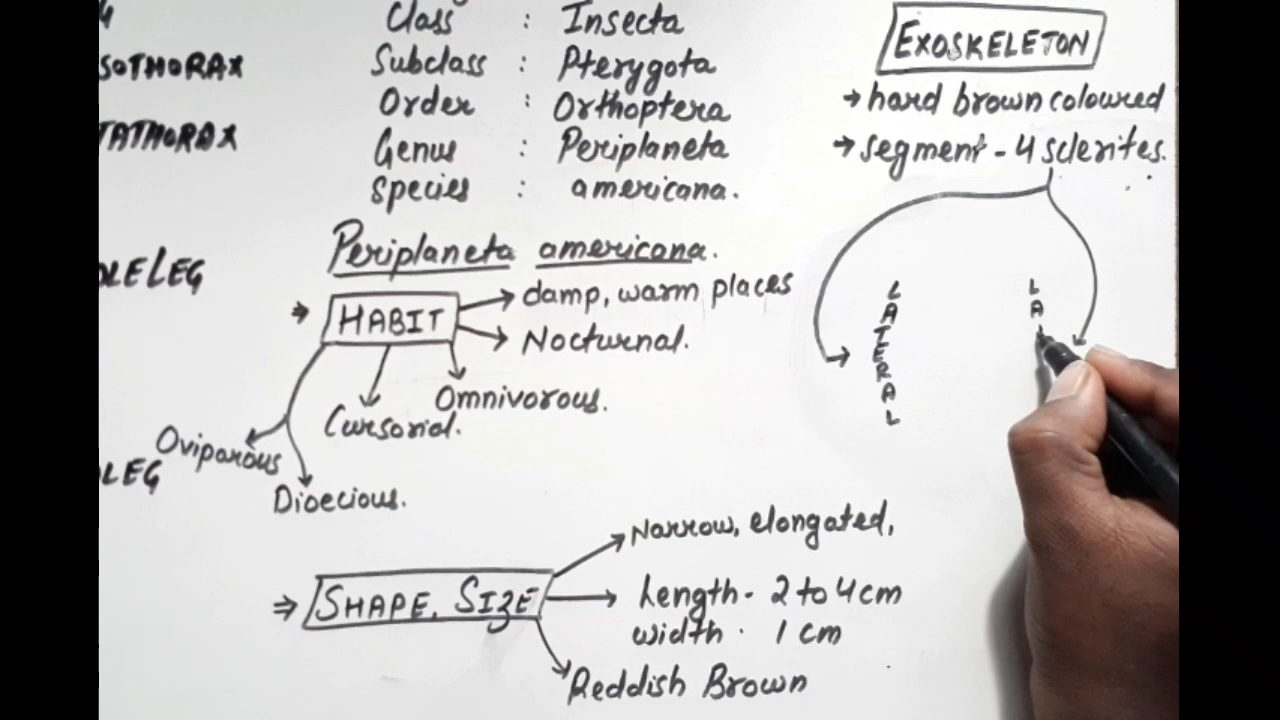 SOTHORAX
TATHORAX
LEG
LEG
Class : Insecta
Subclass : Pterygota
Order : Orthoptera
Genus : Periplaneta
Species : americana.
Periplaneta americana.
HABIT
damp, warm places
Nocturnal.
Omnivorous.
Cursorial.
Oviparous
Dioecious.
SHAPE, SIZE
Narrow, elongated,
Length - 2 to 4 cm
width - 1 cm
Reddish Brown
EXOSKELETON
→ hard brown coloured
→ segment - 4 sclerites.
LATERAL
LA